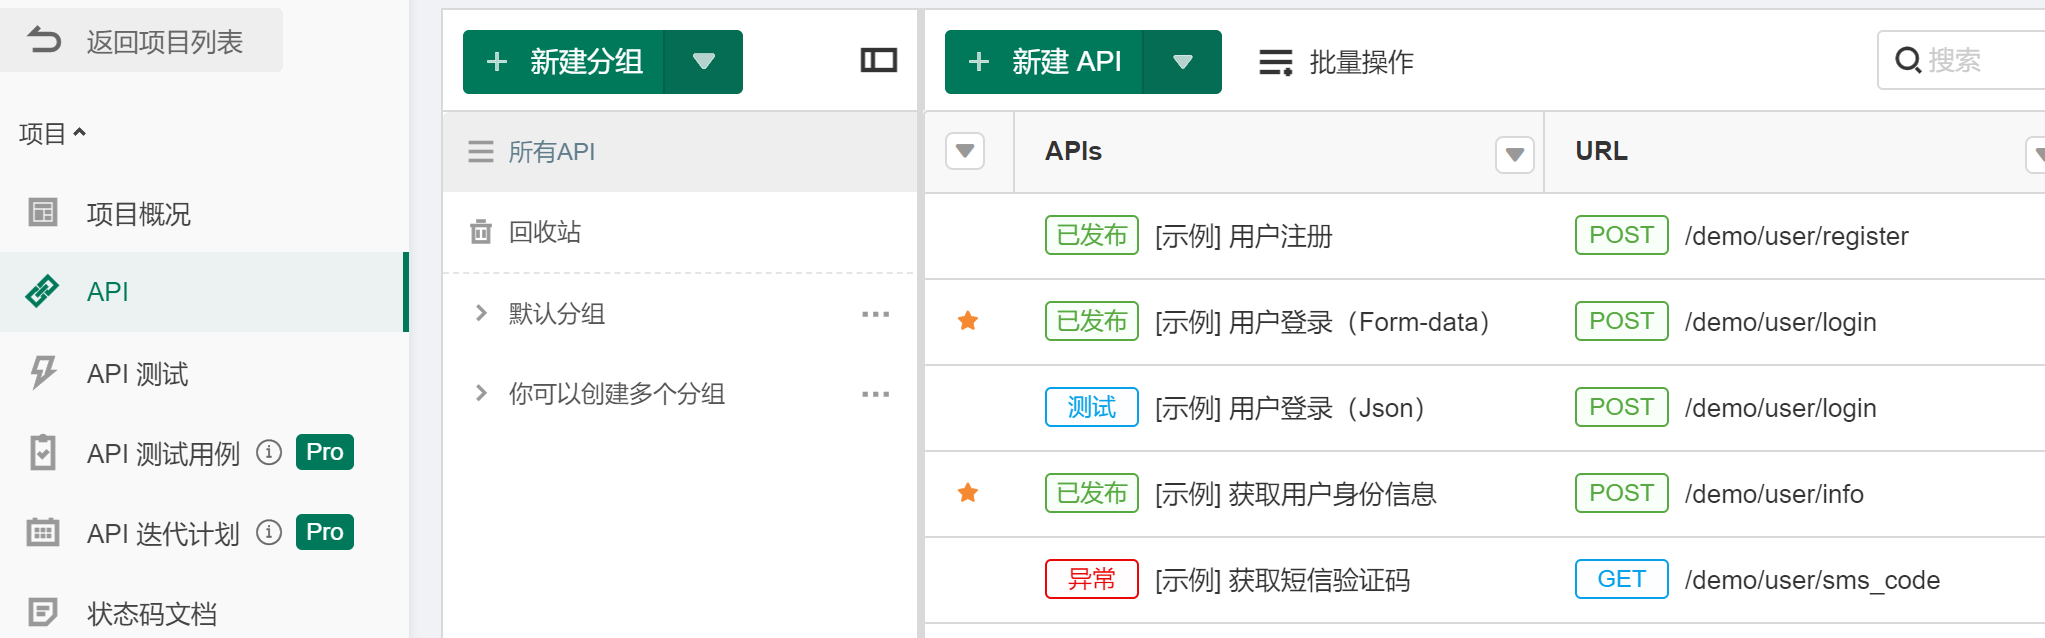 返回项目列表
项目
项目概况
API
API 测试
API 测试用例 Pro
API 迭代计划 Pro
状态码文档
+ 新建分组
所有API
回收站
默认分组
你可以创建多个分组
+ 新建 API
批量操作
搜索
APIs URL
已发布 [示例] 用户注册 POST /demo/user/register
已发布 [示例] 用户登录（Form-data） POST /demo/user/login
测试 [示例] 用户登录（Json） POST /demo/user/login
已发布 [示例] 获取用户身份信息 POST /demo/user/info
异常 [示例] 获取短信验证码 GET /demo/user/sms_code